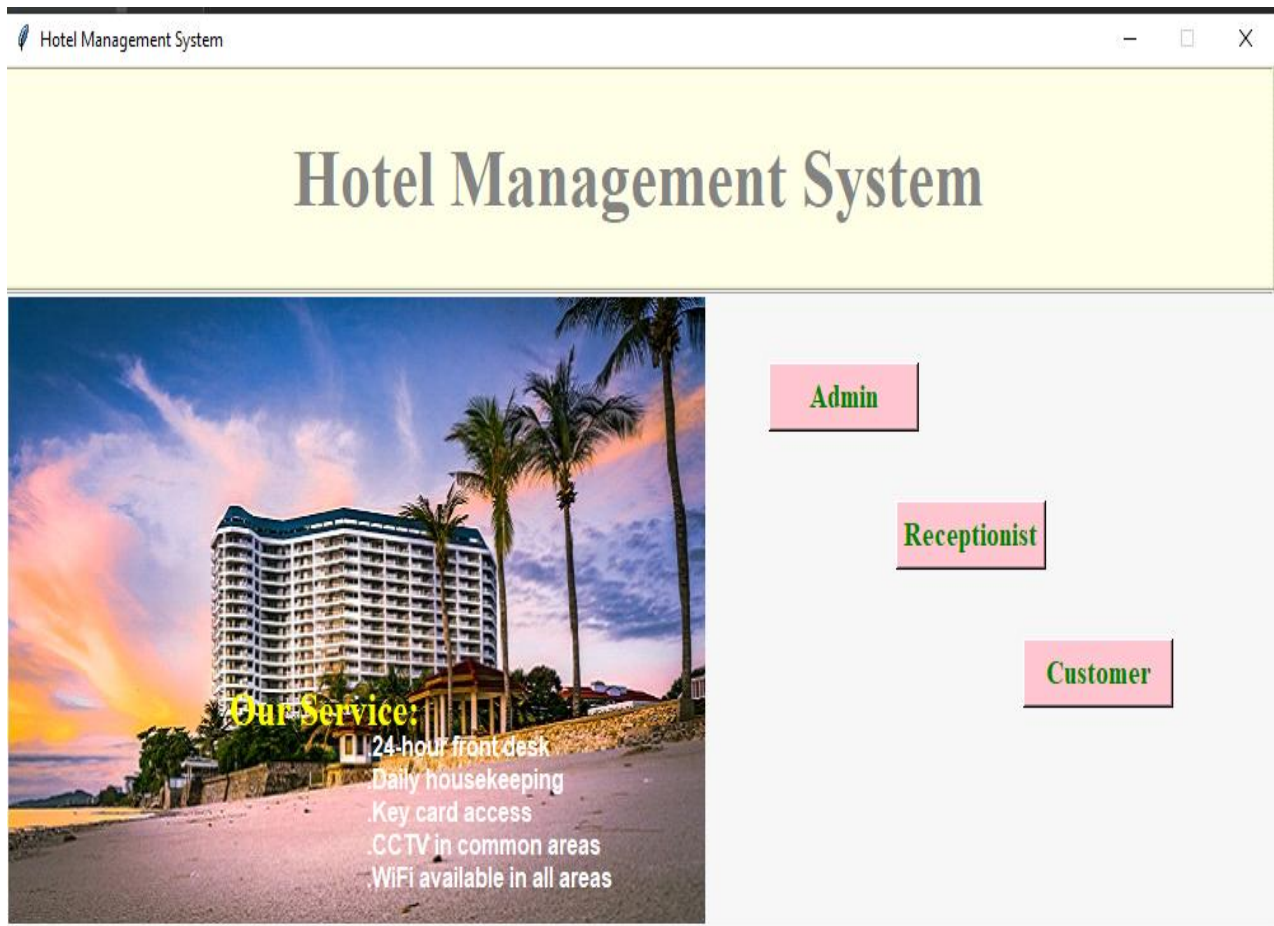 Hotel Management System
Hotel Management System
Admin
Receptionist
Customer
Our Service:
.24-hour front desk
.Daily housekeeping
.Key card access
.CCTV in common areas
.WiFi available in all areas